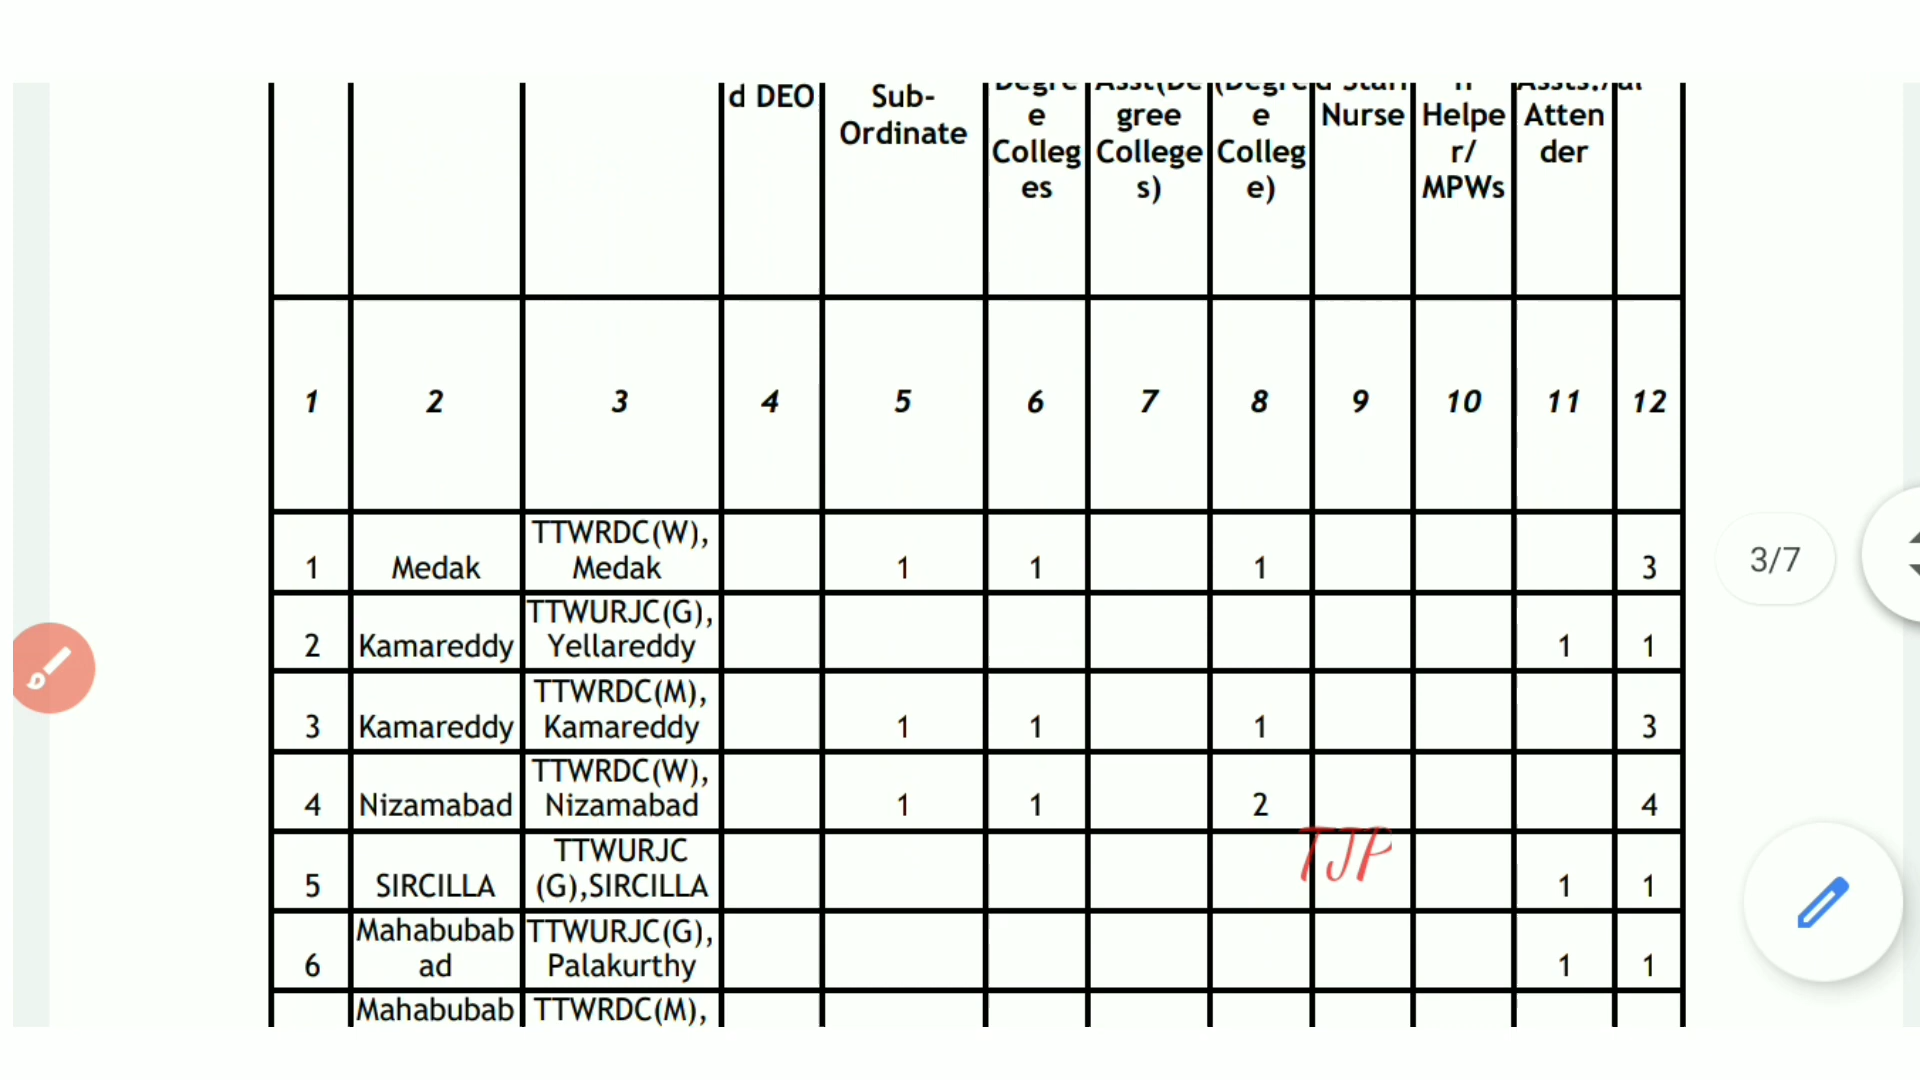 d DEO
Sub-
Ordinate
e
Colleg
es
gree
College
s)
e
Colleg
e)
Nurse
Helpe
r/
MPWs
Atten
der
1 2 3 4 5 6 7 8 9 10 11 12
TTWRDC(W),
1 Medak Medak 1 1 1 3
TTWURJC(G),
2 Kamareddy Yellareddy 1 1
TTWRDC(M),
3 Kamareddy Kamareddy 1 1 1 3
TTWRDC(W),
4 Nizamabad Nizamabad 1 1 2 4
TTWURJC
5 SIRCILLA (G),SIRCILLA 1 1
Mahabubab TTWURJC(G),
6 ad Palakurthy 1 1
Mahabubab TTWRDC(M),
3/7
TJP